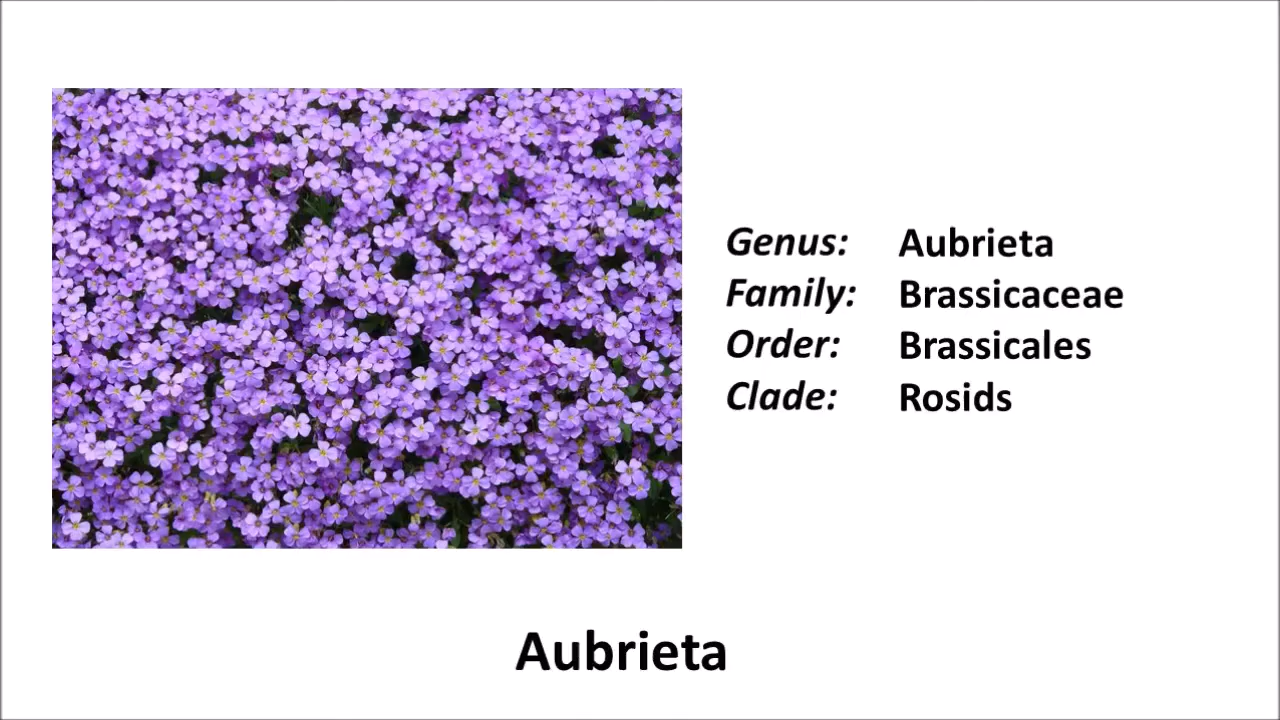 Genus: Aubrieta
Family: Brassicaceae
Order: Brassicales
Clade: Rosids
Aubrieta